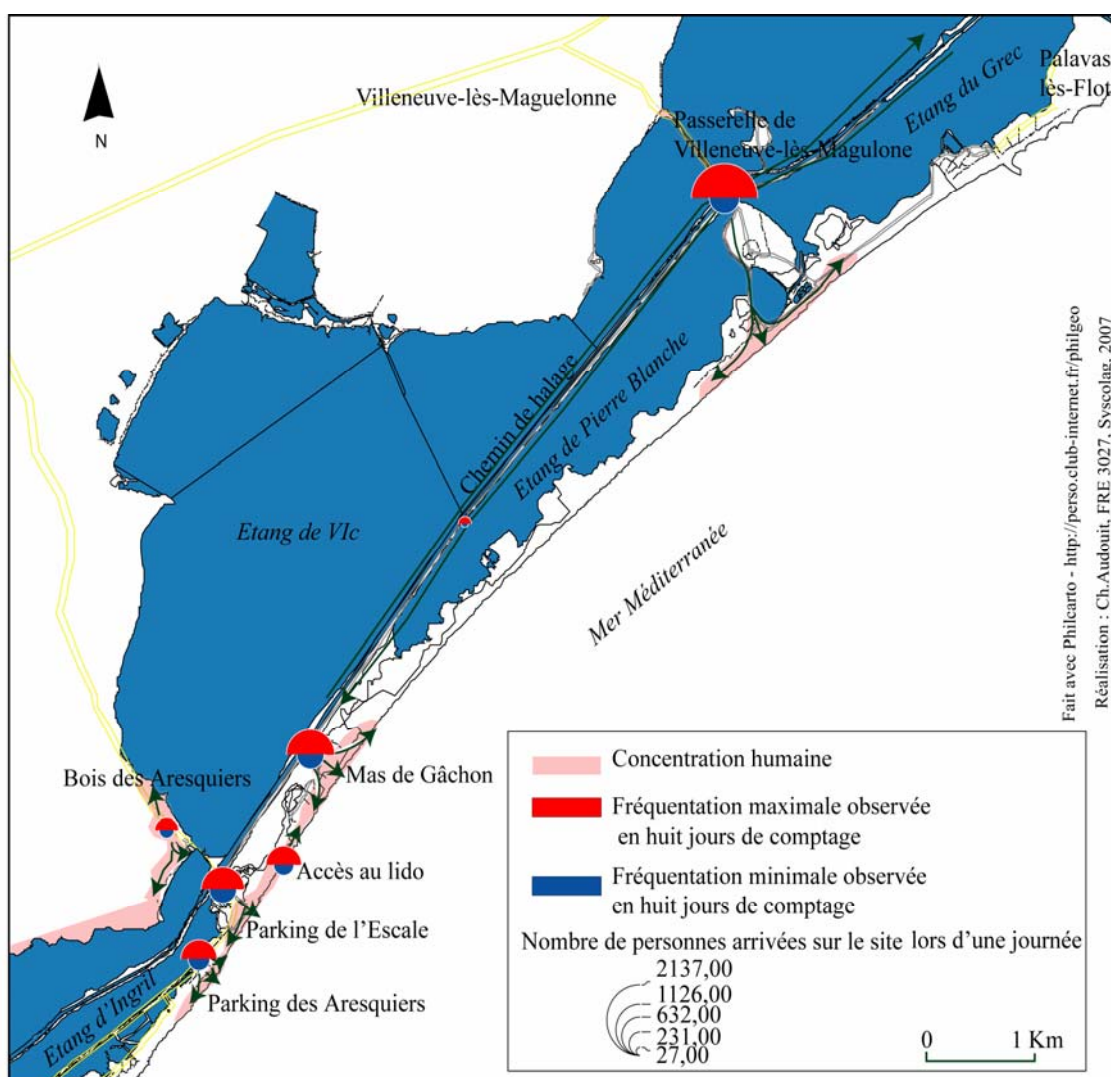 Villeneuve-lès-Maguelonne
Palavas
lès-Flot
Etang du Grec
Passerelle de
Villeneuve-lès-Magulone
N
Chemin de halage
Etang de Pierre Blanche
Etang de VIc
Mer Méditerranée
Bois des Aresquiers
Mas de Gâchon
Accès au lido
Parking de l'Escale
Parking des Aresquiers
Etang d'Ingril
Concentration humaine
Fréquentation maximale observée
en huit jours de comptage
Fréquentation minimale observée
en huit jours de comptage
Nombre de personnes arrivées sur le site lors d'une journée
2137,00
1126,00
632,00
231,00
27,00
0 1 Km
Fait avec Philcarto - http://perso.club-internet.fr/philgeo
Réalisation : Ch.Audouit, FRE 3027, Syscolag, 2007